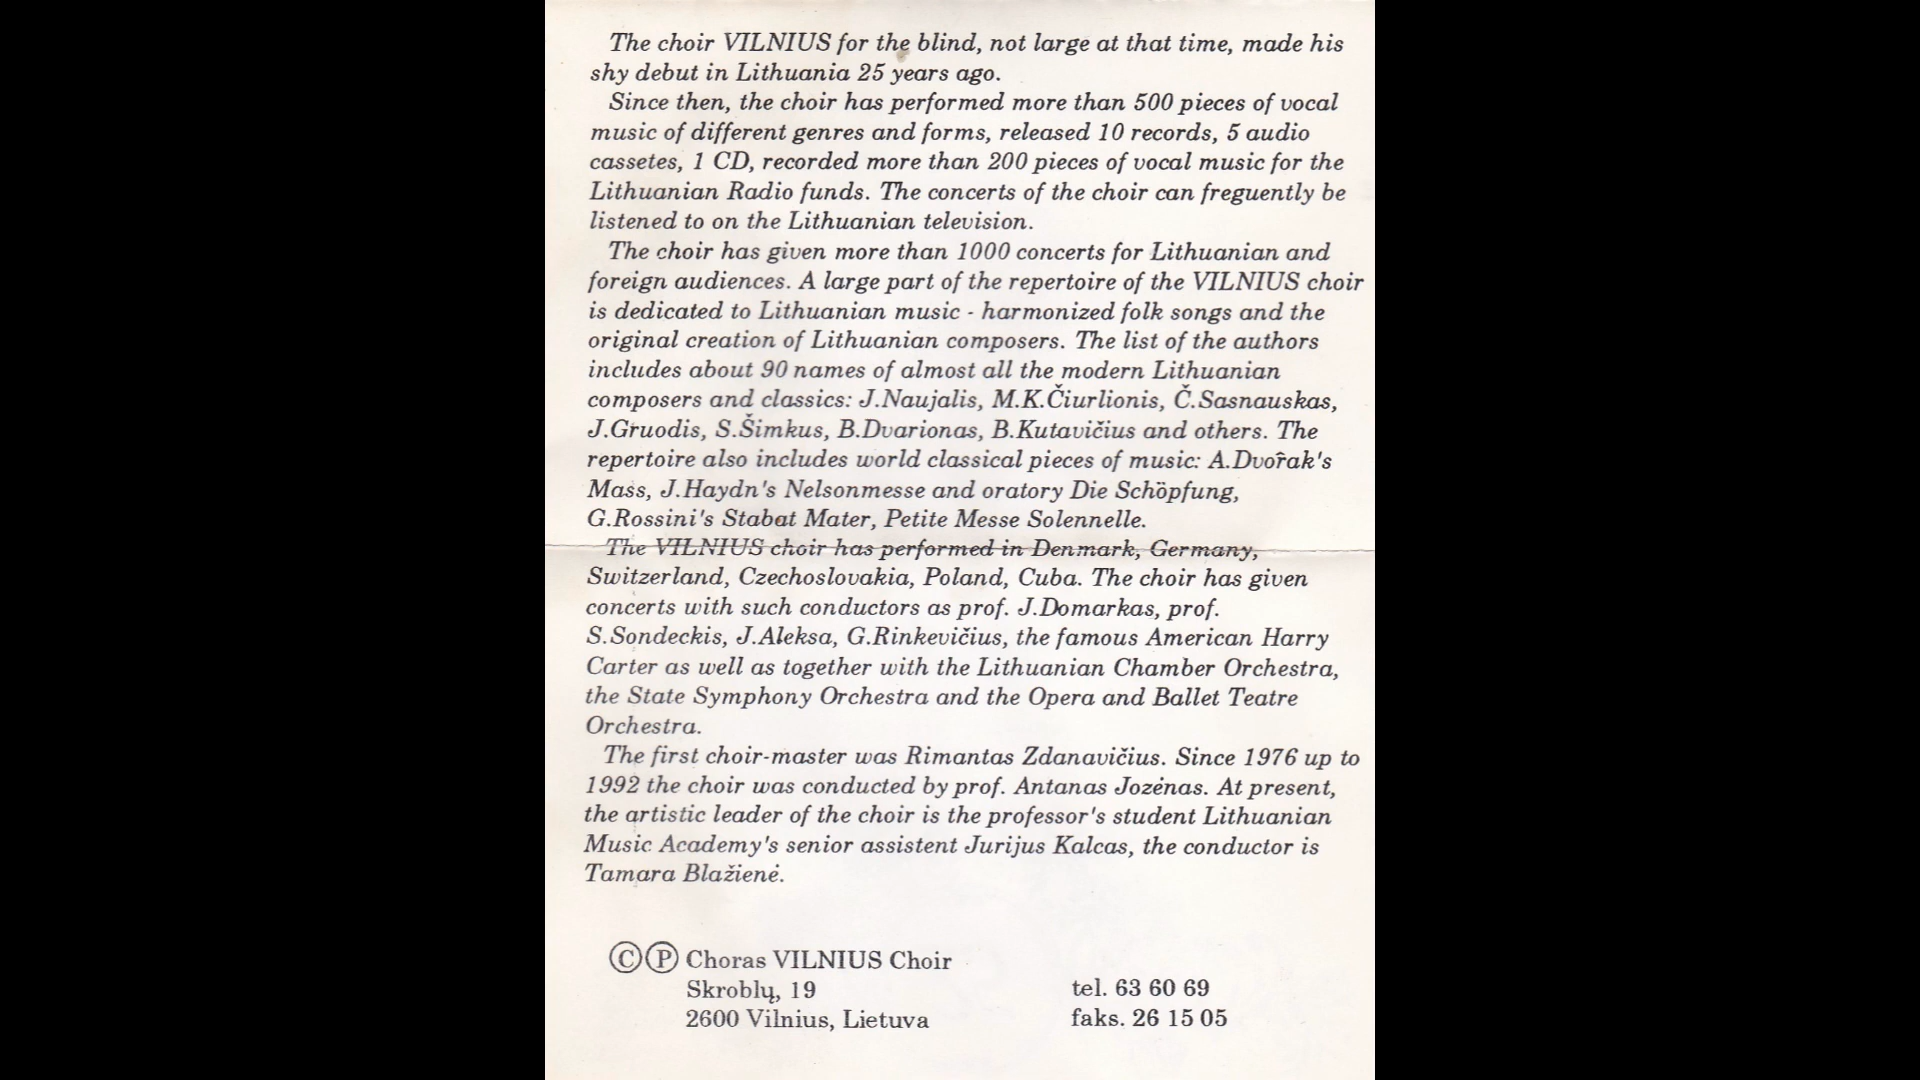 The choir VILNIUS for the blind, not large at that time, made his
shy debut in Lithuania 25 years ago.
Since then, the choir has performed more than 500 pieces of vocal
music of different genres and forms, released 10 records, 5 audio
cassetes, 1 CD, recorded more than 200 pieces of vocal music for the
Lithuanian Radio funds. The concerts of the choir can freguently be
listened to on the Lithuanian television.
The choir has given more than 1000 concerts for Lithuanian and
foreign audiences. A large part of the repertoire of the VILNIUS choir
is dedicated to Lithuanian music - harmonized folk songs and the
original creation of Lithuanian composers. The list of the authors
includes about 90 names of almost all the modern Lithuanian
composers and classics: J.Naujalis, M.K.Čiurlionis, Č.Sasnauskas,
J.Gruodis, S.Šimkus, B.Dvarionas, B.Kutavičius and others. The
repertoire also includes world classical pieces of music: A.Dvořak's
Mass, J.Haydn's Nelsonmesse and oratory Die Schöpfung,
G.Rossini's Stabat Mater, Petite Messe Solennelle.
The VILNIUS choir has performed in Denmark, Germany,
Switzerland, Czechoslovakia, Poland, Cuba. The choir has given
concerts with such conductors as prof. J.Domarkas, prof.
S.Sondeckis, J.Aleksa, G.Rinkevičius, the famous American Harry
Carter as well as together with the Lithuanian Chamber Orchestra,
the State Symphony Orchestra and the Opera and Ballet Teatre
Orchestra.
The first choir-master was Rimantas Zdanavičius. Since 1976 up to
1992 the choir was conducted by prof. Antanas Jozėnas. At present,
the artistic leader of the choir is the professor's student Lithuanian
Music Academy's senior assistent Jurijus Kalcas, the conductor is
Tamara Blažienė.
Ⓒ Ⓟ Choras VILNIUS Choir
Skroblų, 19 tel. 63 60 69
2600 Vilnius, Lietuva faks. 26 15 05